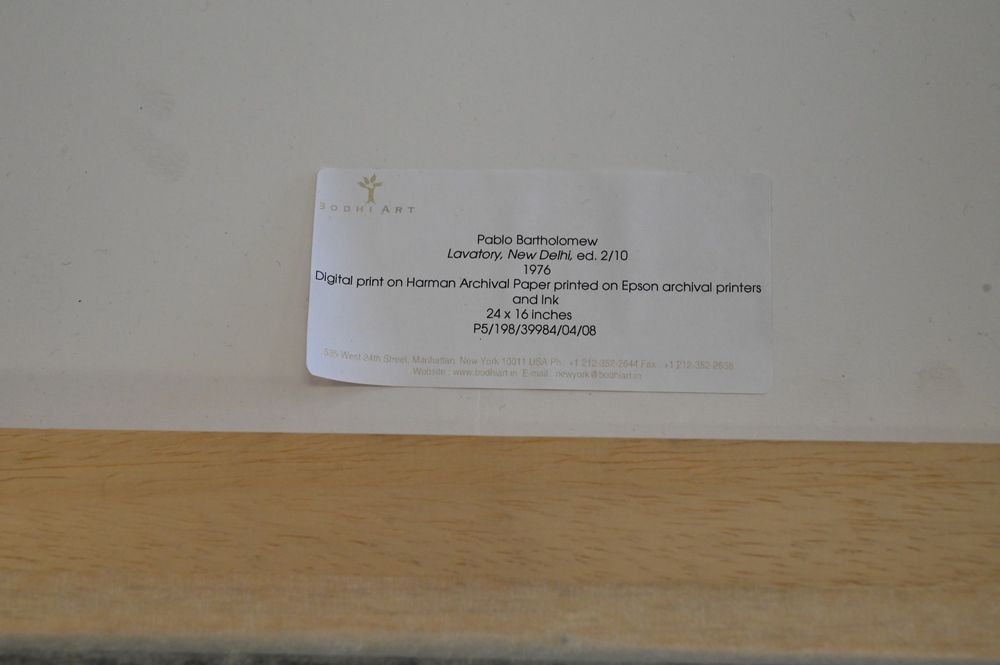 BODHI ART
Pablo Bartholomew
Lavatory, New Delhi, ed. 2/10
1976
Digital print on Harman Archival Paper printed on Epson archival printers
and Ink
24 x 16 inches
P5/198/39984/04/08
535 West 24th Street, Manhattan, New York 10011 USA Ph : +1 212-352-2644 Fax : +1 212-352-2638
Website : www.bodhiart.in E-mail : newyork@bodhiart.in